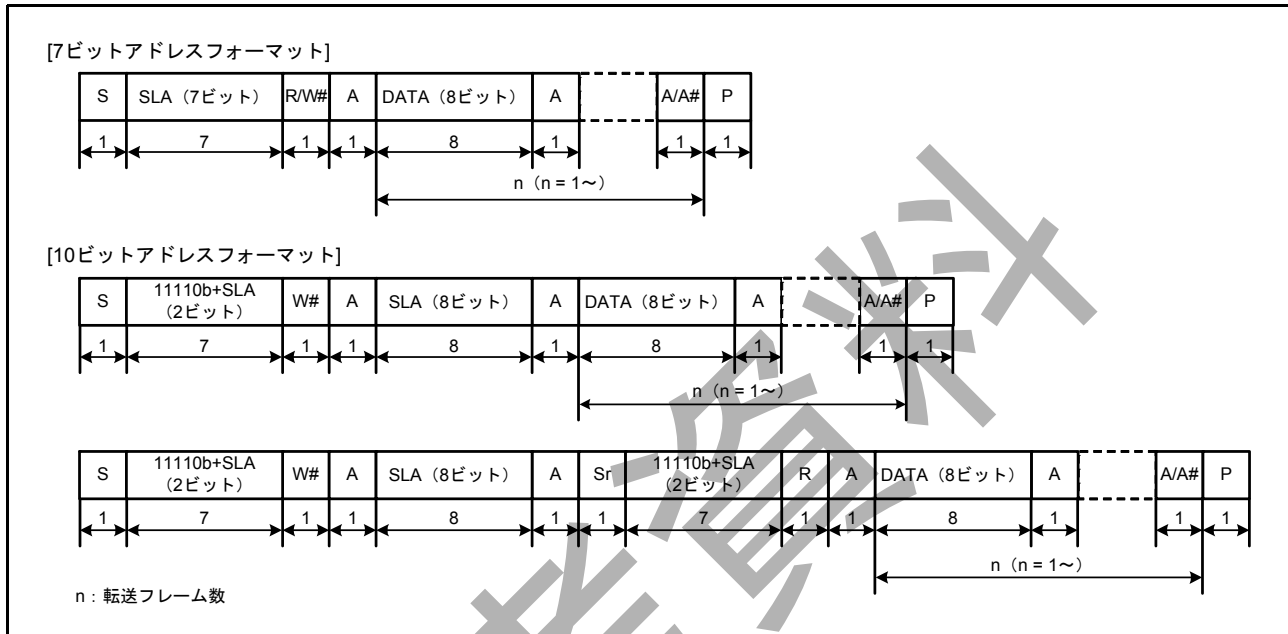 [7ビットアドレスフォーマット]
S SLA（7ビット） R/W# A DATA（8ビット） A A/A# P
1 7 1 1 8 1 1 1
n（n = 1～）
[10ビットアドレスフォーマット]
S 11110b+SLA（2ビット） W# A SLA（8ビット） A DATA（8ビット） A A/A# P
1 7 1 1 8 1 8 1 1 1
n（n = 1～）
S 11110b+SLA（2ビット） W# A SLA（8ビット） A Sr 11110b+SLA（2ビット） R A DATA（8ビット） A A/A# P
1 7 1 1 8 1 1 7 1 1 8 1 1 1
n（n = 1～）
n：転送フレーム数
資料